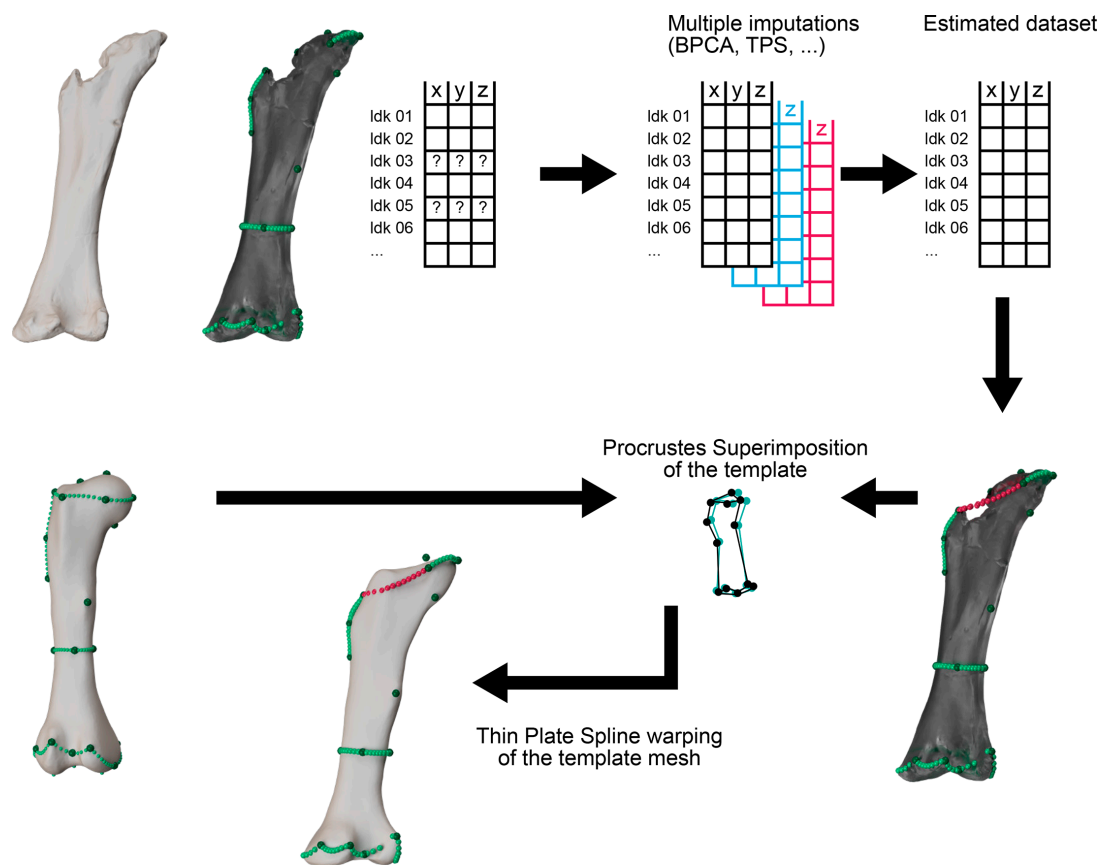 Multiple imputations
(BPCA, TPS, ...)
Estimated dataset
x y z
ldk 01
ldk 02
ldk 03 ? ? ?
ldk 04
ldk 05 ? ? ?
ldk 06
...
x y z
z
z
ldk 01
ldk 02
ldk 03
ldk 04
ldk 05
ldk 06
...
x y z
ldk 01
ldk 02
ldk 03
ldk 04
ldk 05
ldk 06
...
Procrustes Superimposition
of the template
Thin Plate Spline warping
of the template mesh